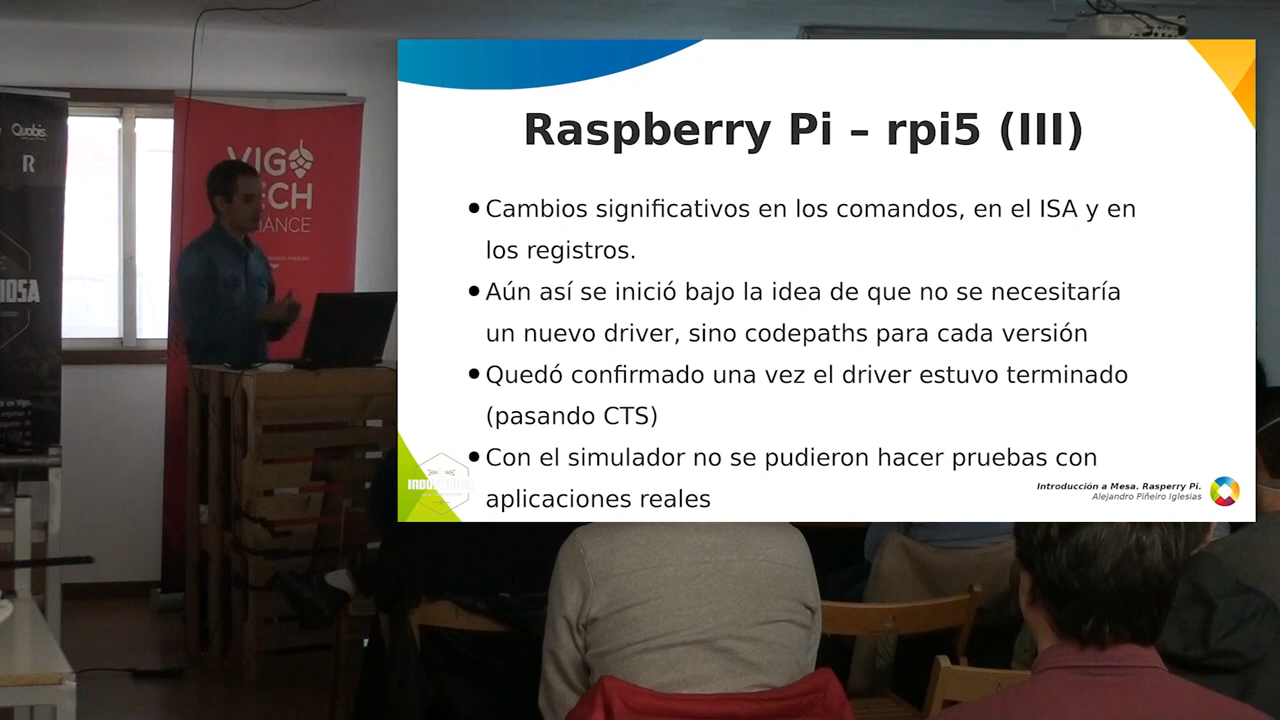 Quobis.
R
VIGO
TECH
Raspberry Pi – rpi5 (III)
Cambios significativos en los comandos, en el ISA y en
los registros.
Aún así se inició bajo la idea de que no se necesitaría
un nuevo driver, sino codepaths para cada versión
Quedó confirmado una vez el driver estuvo terminado
(pasando CTS)
Con el simulador no se pudieron hacer pruebas con
aplicaciones reales
Introducción a Mesa. Rasperry Pi.
Alejandro Piñeiro Iglesias